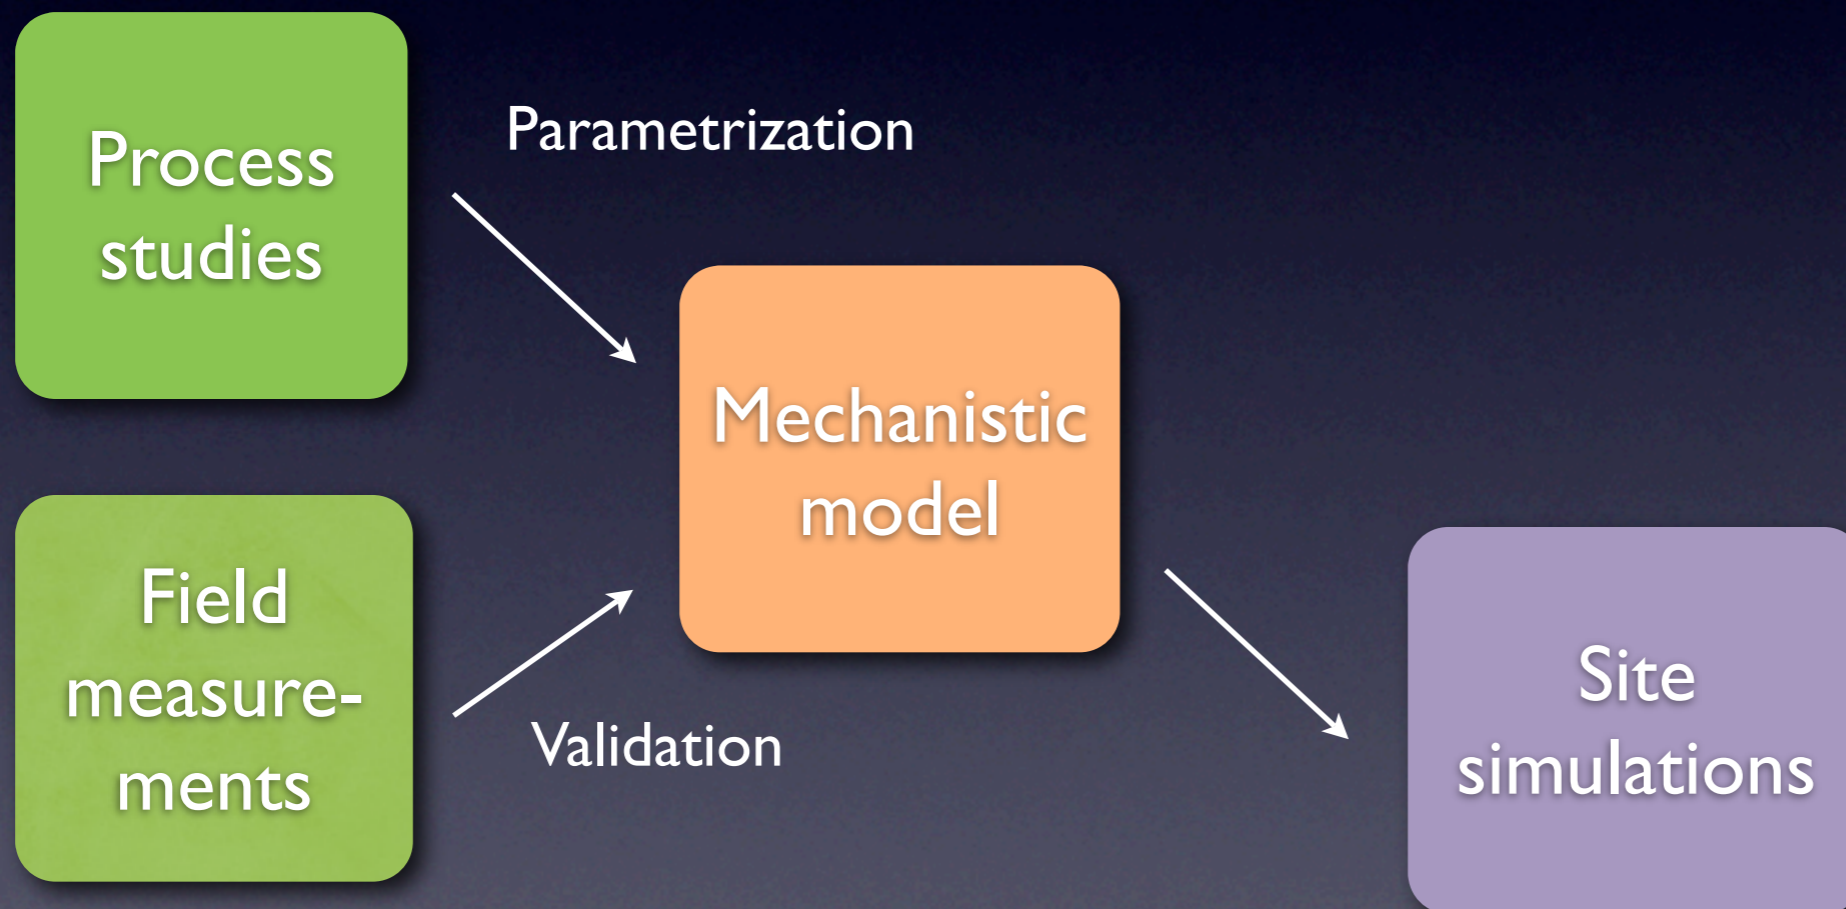 Process
studies
Parametrization
Mechanistic
model
Field
measure-
ments
Validation
Site
simulations